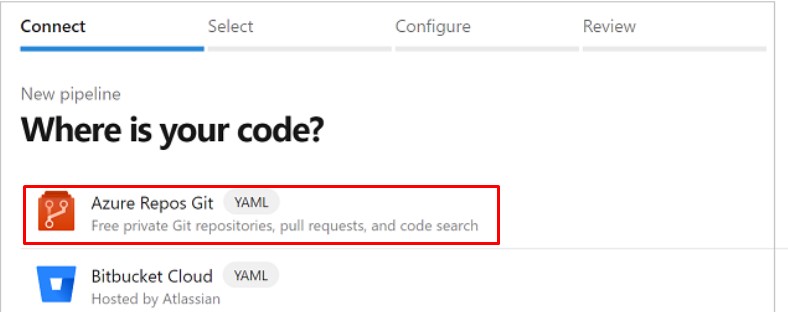 Connect Select Configure Review
New pipeline
Where is your code?
Azure Repos Git YAML
Free private Git repositories, pull requests, and code search
Bitbucket Cloud YAML
Hosted by Atlassian